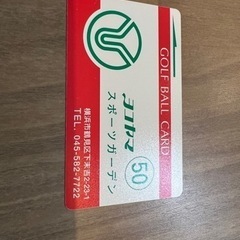 GOLF BALL CARD
ヨコヤマ
スポーツガーデン
50
横浜市鶴見区下末吉2-23-1
TEL. 045-582-7722